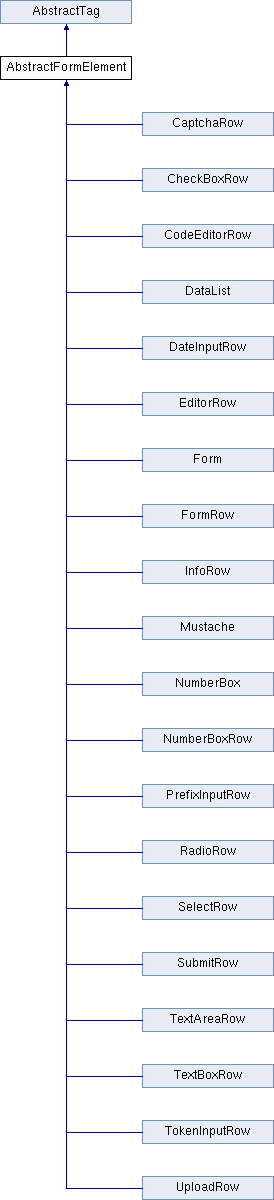 AbstractTag
AbstractFormElement
CaptchaRow
CheckBoxRow
CodeEditorRow
DataList
DateInputRow
EditorRow
Form
FormRow
InfoRow
Mustache
NumberBox
NumberBoxRow
PrefixInputRow
RadioRow
SelectRow
SubmitRow
TextAreaRow
TextBoxRow
TokenInputRow
UploadRow